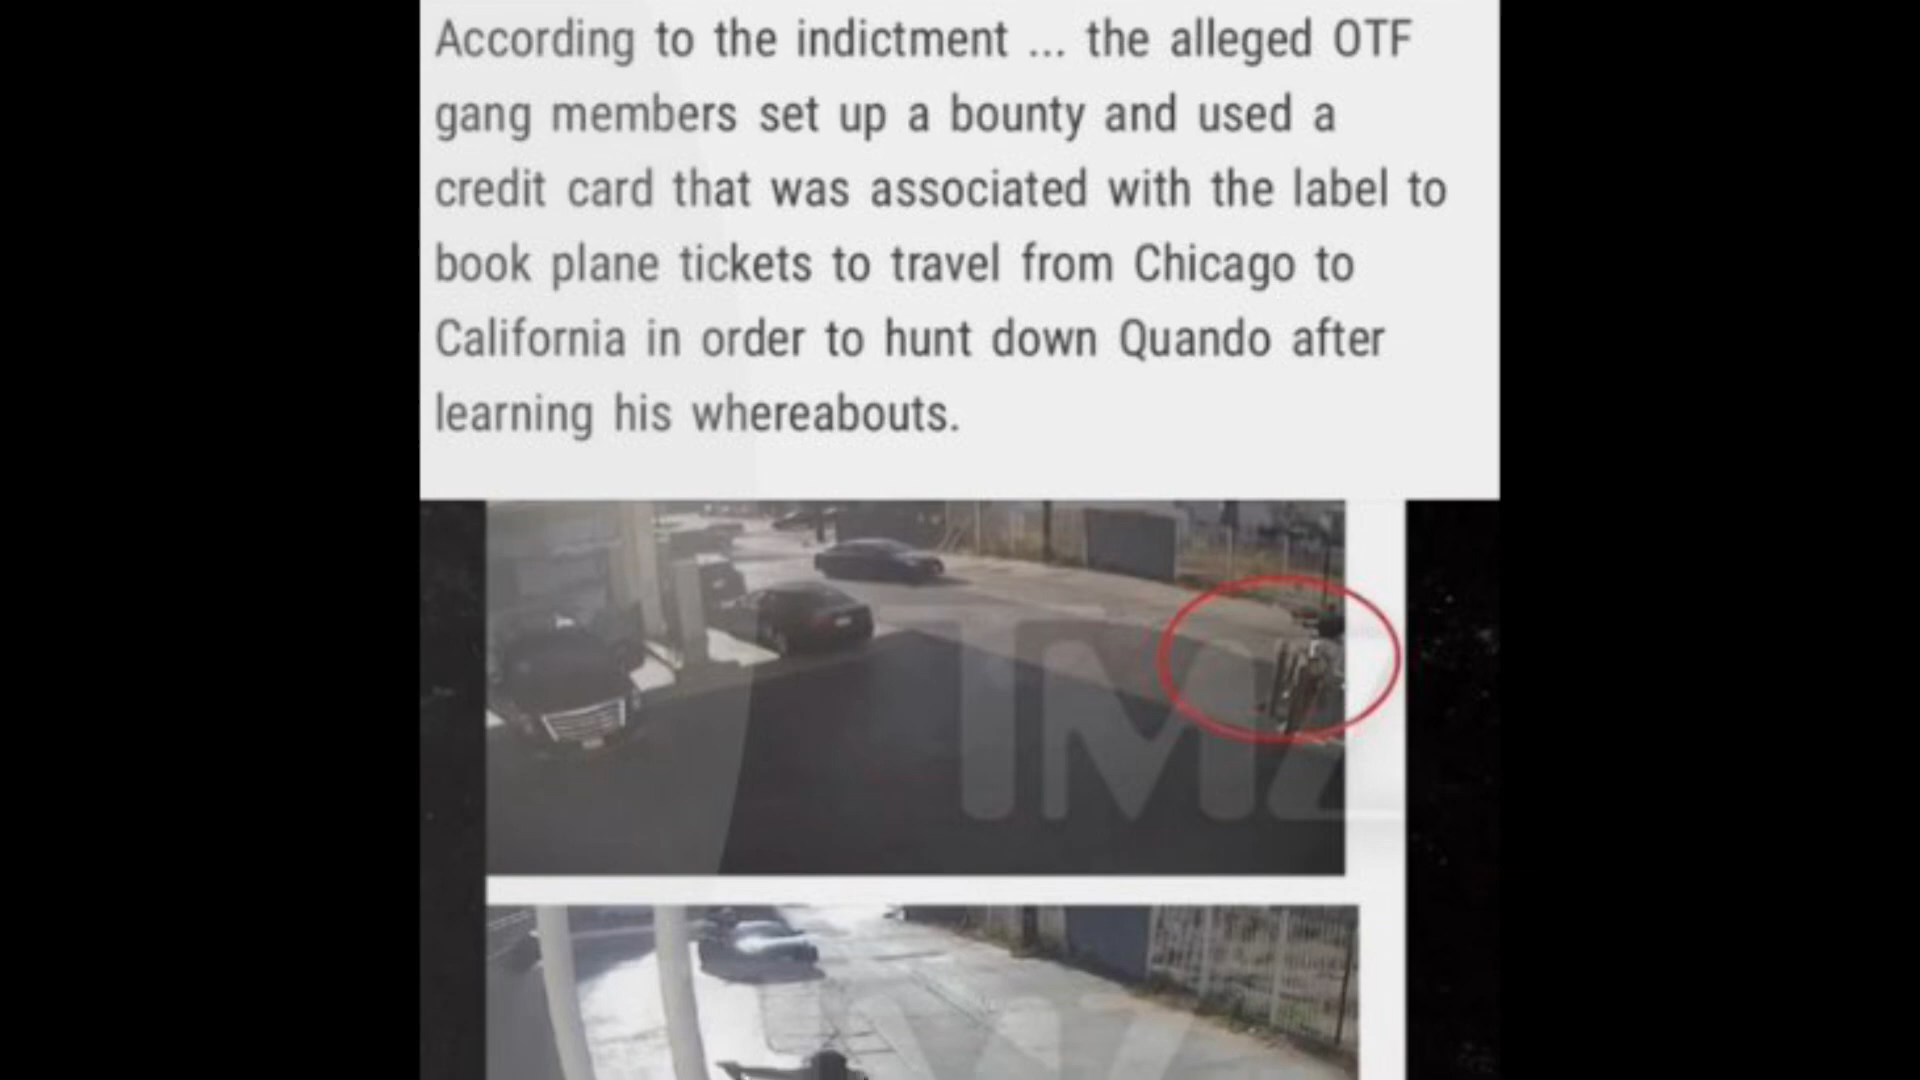 According to the indictment ... the alleged OTF
gang members set up a bounty and used a
credit card that was associated with the label to
book plane tickets to travel from Chicago to
California in order to hunt down Quando after
learning his whereabouts.
TMZ